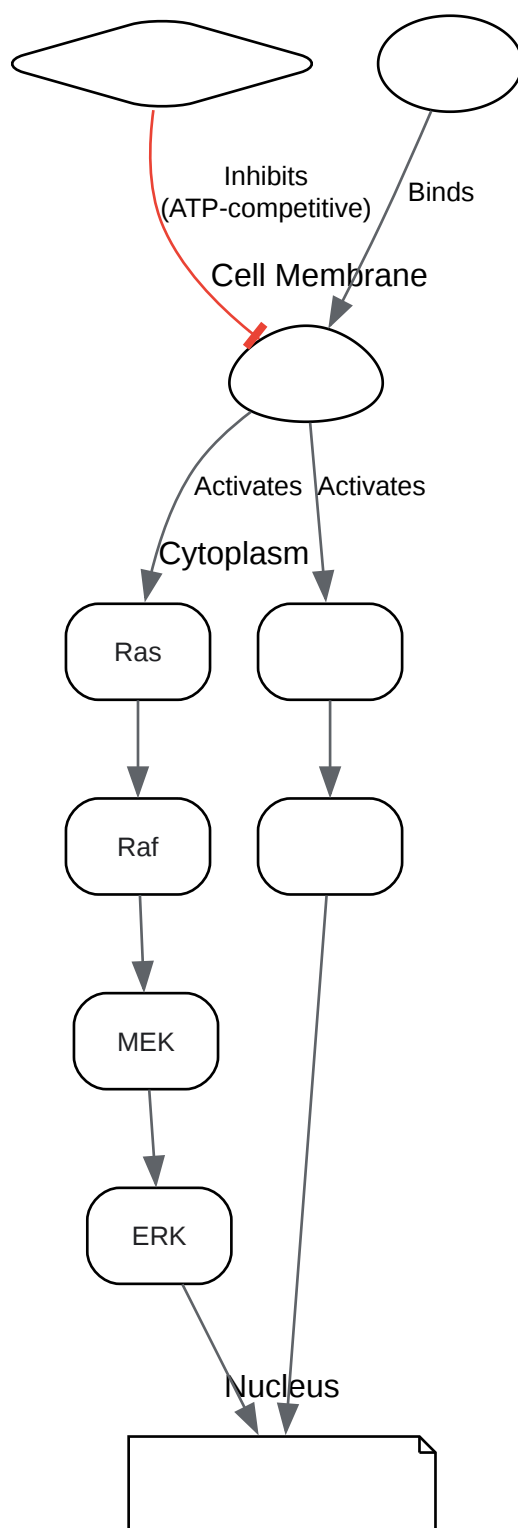 Inhibits
(ATP-competitive)
Binds
Cell Membrane
Activates
Activates
Cytoplasm
Ras
Raf
MEK
ERK
Nucleus